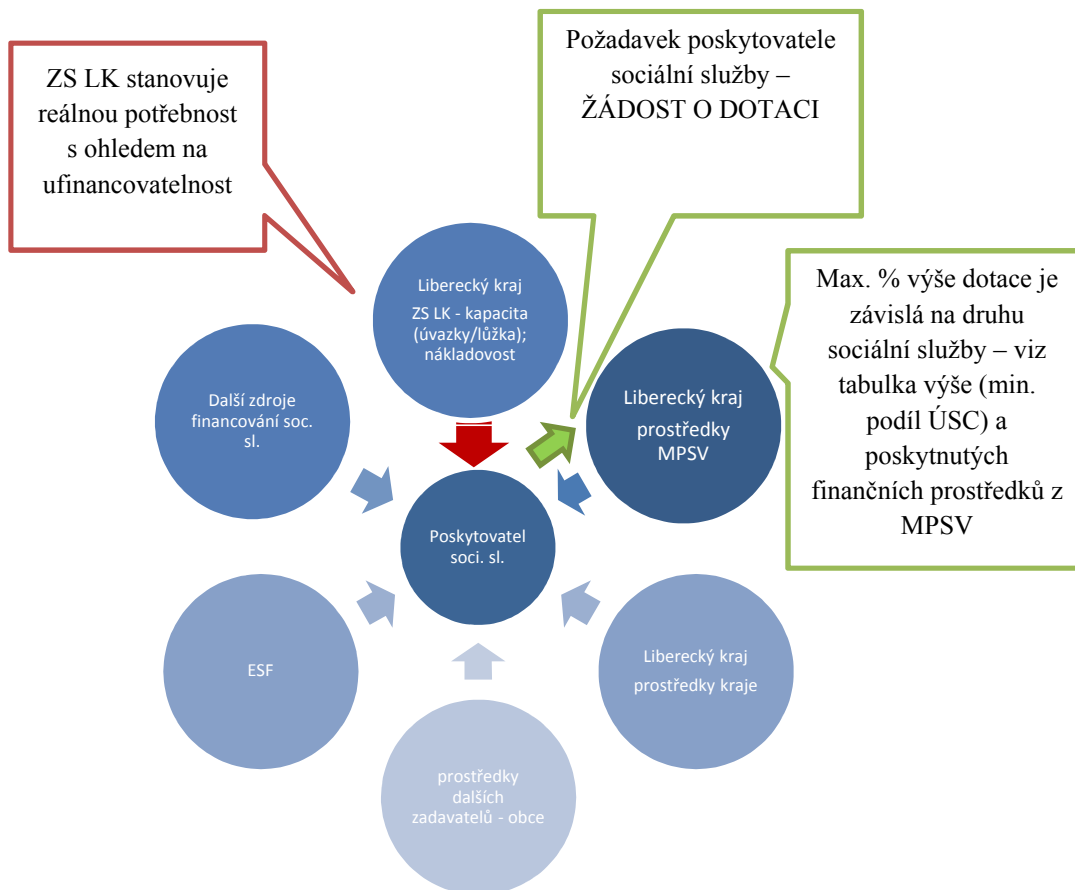 ZS LK stanovuje
reálnou potřebnost
s ohledem na
ufinancovatelnost
Požadavek poskytovatele
sociální služby –
ŽÁDOST O DOTACI
Max. % výše dotace je
závislá na druhu
sociální služby – viz
tabulka výše (min.
podíl ÚSC) a
poskytnutých
finančních prostředků z
MPSV
Liberecký kraj
ZS LK - kapacita
(úvazky/lůžka);
nákladovost
Liberecký kraj
prostředky
MPSV
Další zdroje
financování soc.
sl.
Poskytovatel
soci. sl.
ESF
Liberecký kraj
prostředky kraje
prostředky
dalších
zadavatelů - obce